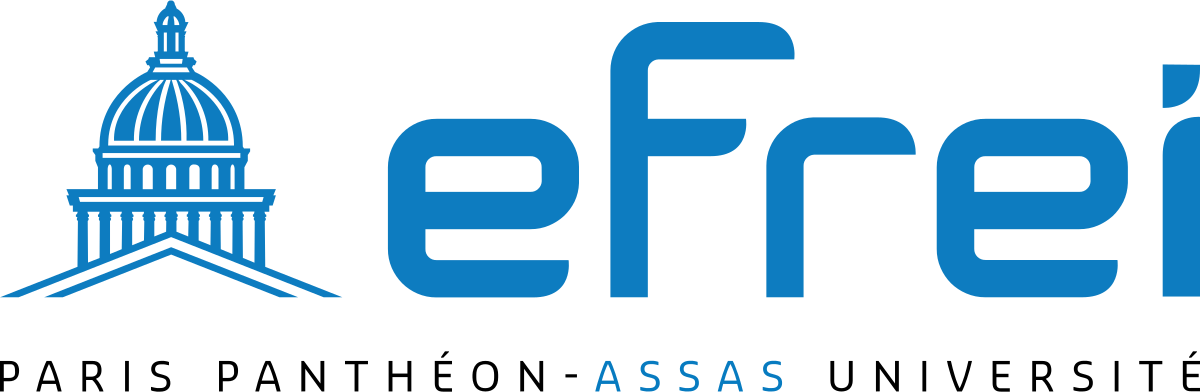 efrei
PARIS PANTHÉON-ASSAS UNIVERSITÉ